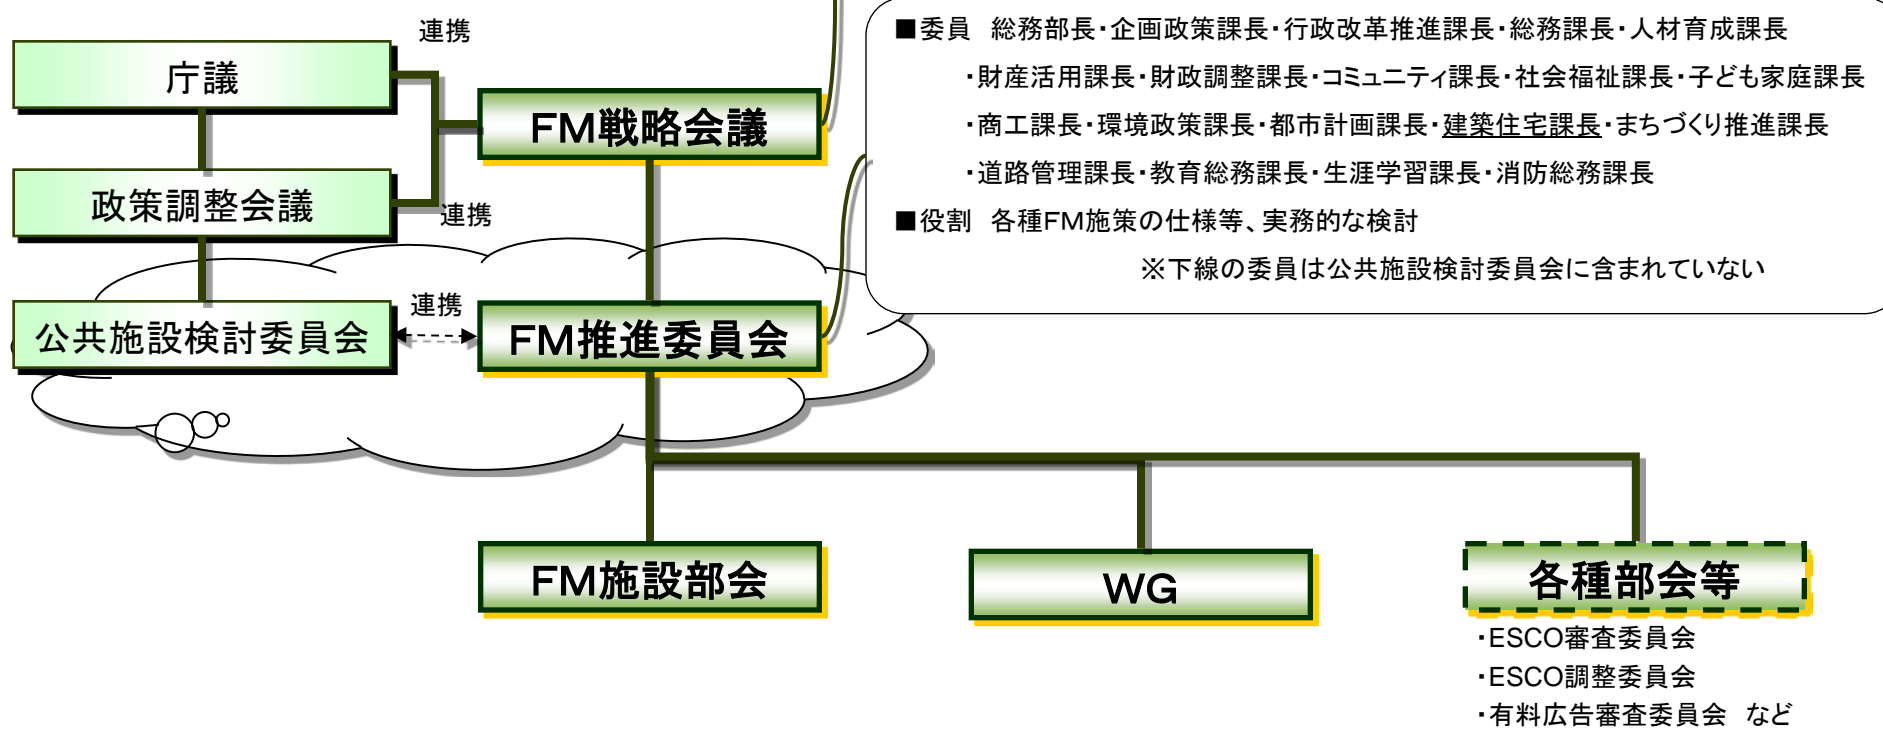 連携
庁議
FM戦略会議
政策調整会議
連携
■委員　総務部長・企画政策課長・行政改革推進課長・総務課長・人材育成課長
・財産活用課長・財政調整課長・コミュニティ課長・社会福祉課長・子ども家庭課長
・商工課長・環境政策課長・都市計画課長・建築住宅課長・まちづくり推進課長
・道路管理課長・教育総務課長・生涯学習課長・消防総務課長
■役割　各種FM施策の仕様等、実務的な検討
※下線の委員は公共施設検討委員会に含まれていない
公共施設検討委員会
連携
FM推進委員会
FM施設部会
WG
各種部会等
・ESCO審査委員会
・ESCO調整委員会
・有料広告審査委員会　など